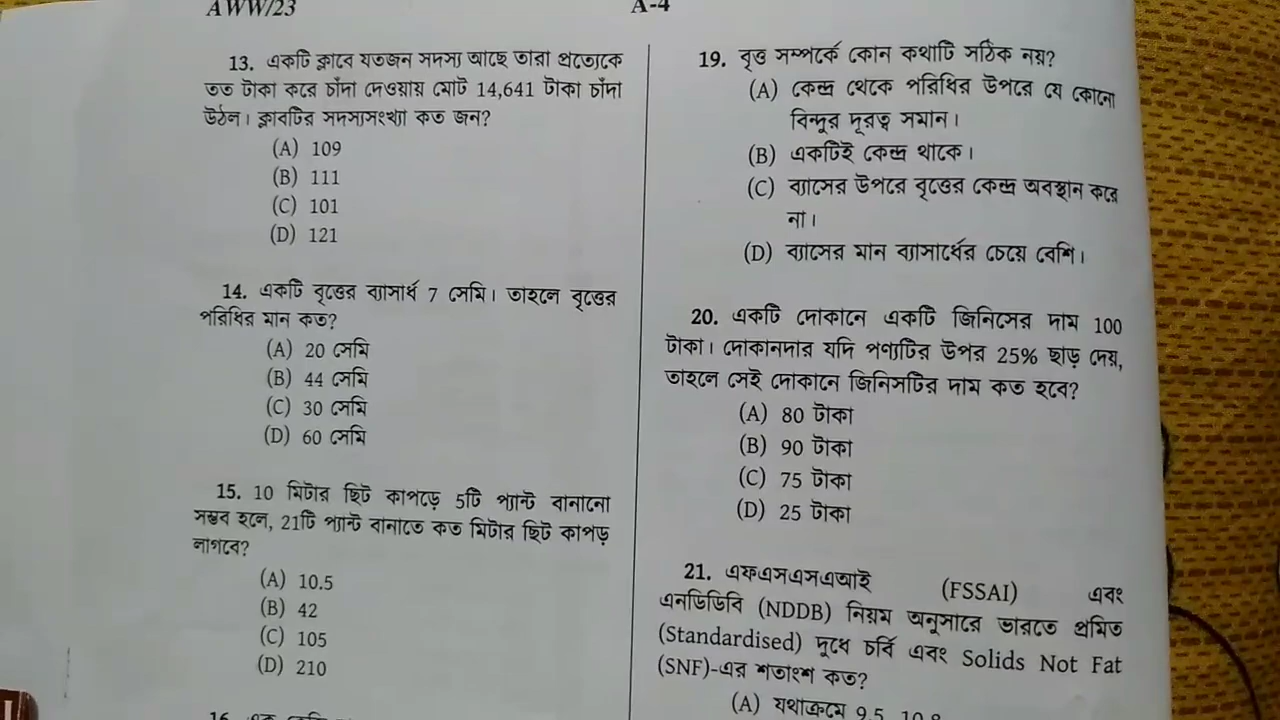 AWW/23
A-4
13. একটি ক্লাবে যতজন সদস্য আছে তারা প্রত্যেকে
তত টাকা করে চাঁদা দেওয়ায় মোট 14,641 টাকা চাঁদা
উঠল। ক্লাবটির সদস্যসংখ্যা কত জন?
(A) 109
(B) 111
(C) 101
(D) 121
14. একটি বৃত্তের ব্যাসার্ধ 7 সেমি। তাহলে বৃত্তের
পরিধির মান কত?
(A) 20 সেমি
(B) 44 সেমি
(C) 30 সেমি
(D) 60 সেমি
15. 10 মিটার ছিট কাপড়ে 5টি প্যান্ট বানানো
সম্ভব হলে, 21টি প্যান্ট বানাতে কত মিটার ছিট কাপড়
লাগবে?
(A) 10.5
(B) 42
(C) 105
(D) 210
16.
19. বৃত্ত সম্পর্কে কোন কথাটি সঠিক নয়?
(A) কেন্দ্র থেকে পরিধির উপরে যে কোনো
বিন্দুর দূরত্ব সমান।
(B) একটিই কেন্দ্র থাকে।
(C) ব্যাসের উপরে বৃত্তের কেন্দ্র অবস্থান করে
না।
(D) ব্যাসের মান ব্যাসার্ধের চেয়ে বেশি।
20. একটি দোকানে একটি জিনিসের দাম 100
টাকা। দোকানদার যদি পণ্যটির উপর 25% ছাড় দেয়,
তাহলে সেই দোকানে জিনিসটির দাম কত হবে?
(A) 80 টাকা
(B) 90 টাকা
(C) 75 টাকা
(D) 25 টাকা
21. এফএসএসএআই (FSSAI) এবং
এনডিডিবি (NDDB) নিয়ম অনুসারে ভারতে প্রমিত
(Standardised) দুধে চর্বি এবং Solids Not Fat
(SNF)-এর শতাংশ কত?
(A) যথাক্রমে 9.5